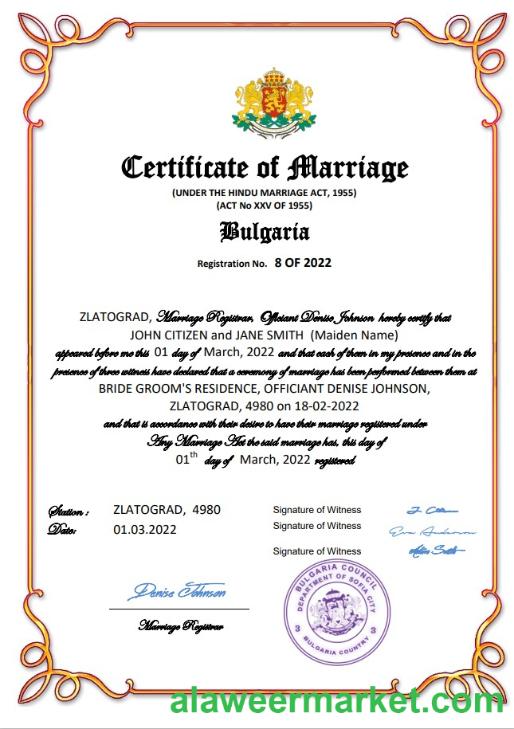 Certificate of Marriage
(UNDER THE HINDU MARRIAGE ACT, 1955)
(ACT No XXV OF 1955)
Bulgaria
Registration No. 8 OF 2022
ZLATOGRAD, Marriage Registrar, Officiant Denise Johnson hereby certify that
JOHN CITIZEN and JANE SMITH (Maiden Name)
appeared before me this 01 day of March, 2022 and that each of them in my presence and in the
presence of three witness have declared that a ceremony of marriage has been performed between them at
BRIDE GROOM'S RESIDENCE, OFFICIANT DENISE JOHNSON,
ZLATOGRAD, 4980 on 18-02-2022
and that is accordance with their desire to have their marriage registered under
Any Marriage Act the said marriage has, this day of
01th day of March, 2022 registered
Station : ZLATOGRAD, 4980
Date: 01.03.2022
Signature of Witness
Signature of Witness Eva Anderson
Signature of Witness
Denise Johnson
Marriage Registrar
BULGARIA COUNCIL
DEPARTMENT OF SOFIA CITY
3 3
BULGARIA COUNTRY
alaweermarket.com